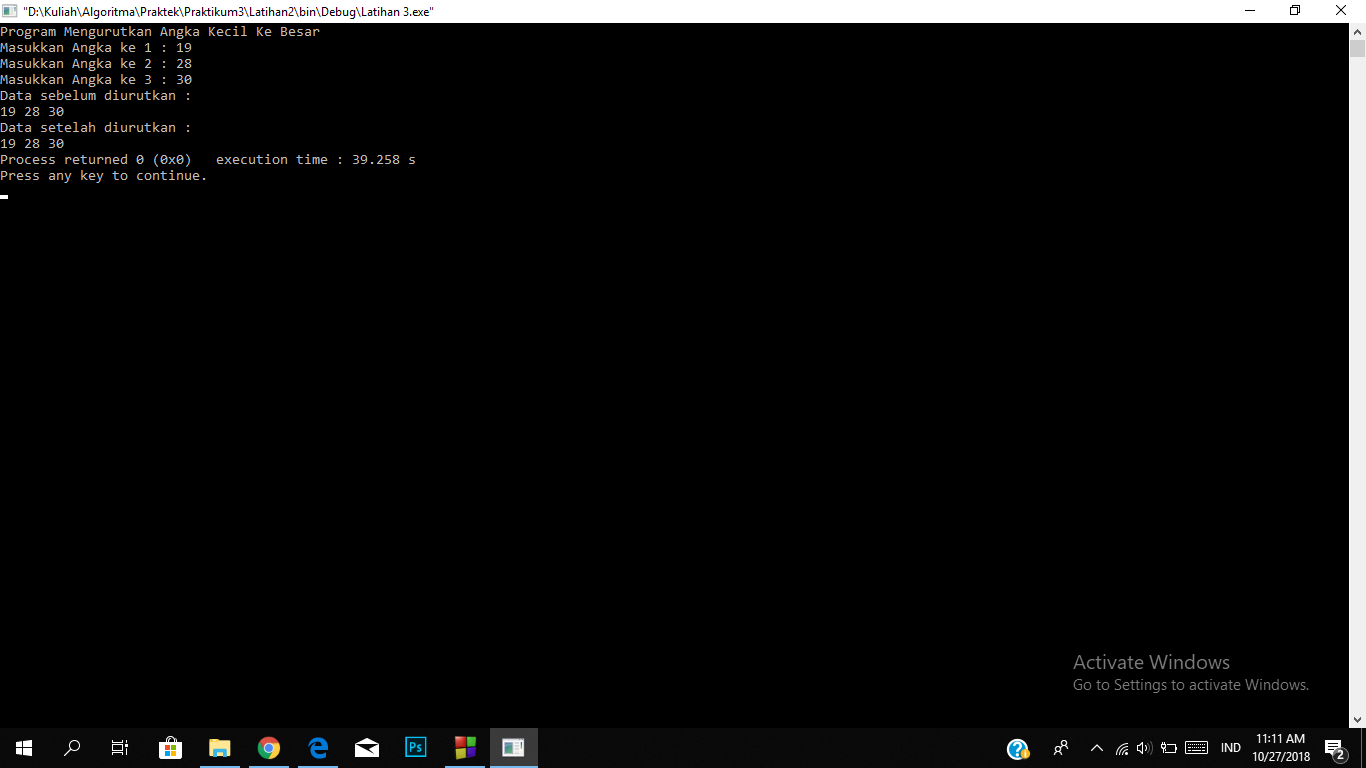 "D:\Kuliah\Algoritma\Praktek\Praktikum3\Latihan2\bin\Debug\Latihan 3.exe"
Program Mengurutkan Angka Kecil Ke Besar
Masukkan Angka ke 1 : 19
Masukkan Angka ke 2 : 28
Masukkan Angka ke 3 : 30
Data sebelum diurutkan :
19 28 30
Data setelah diurutkan :
19 28 30
Process returned 0 (0x0)   execution time : 39.258 s
Press any key to continue.
Activate Windows
Go to Settings to activate Windows.
Ps
IND
11:11 AM
10/27/2018
2